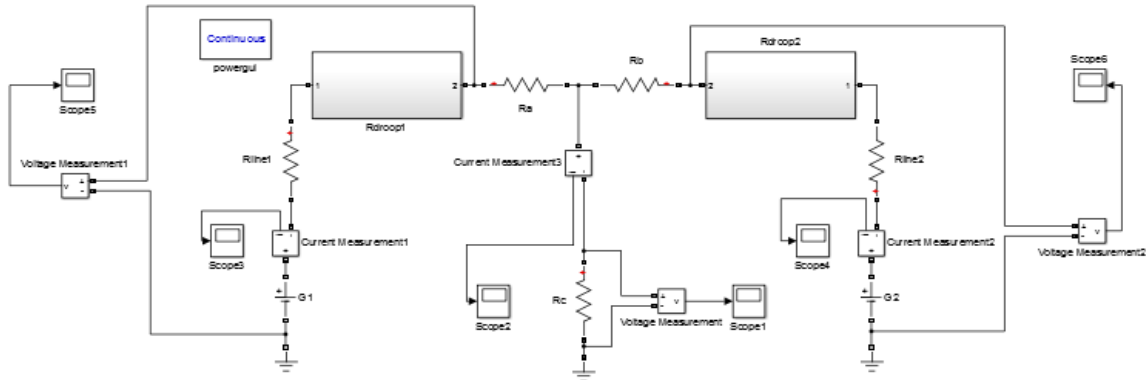 Continuous
powergui
Scope5
Voltage Measurement1
v
+
-
1
2
Rdroop1
Rline1
Scope3
Current Measurement1
G1
Ra
Rb
Current Measurement3
Scope2
Rc
Voltage Measurement
v
Scope1
Rdroop2
2
1
Rline2
Scope4
Current Measurement2
G2
Scope6
v
Voltage Measurement2